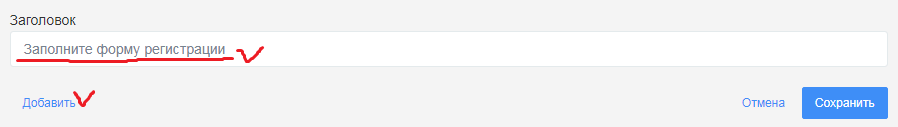 Заголовок
Заполните форму регистрации
Добавить Отмена Сохранить